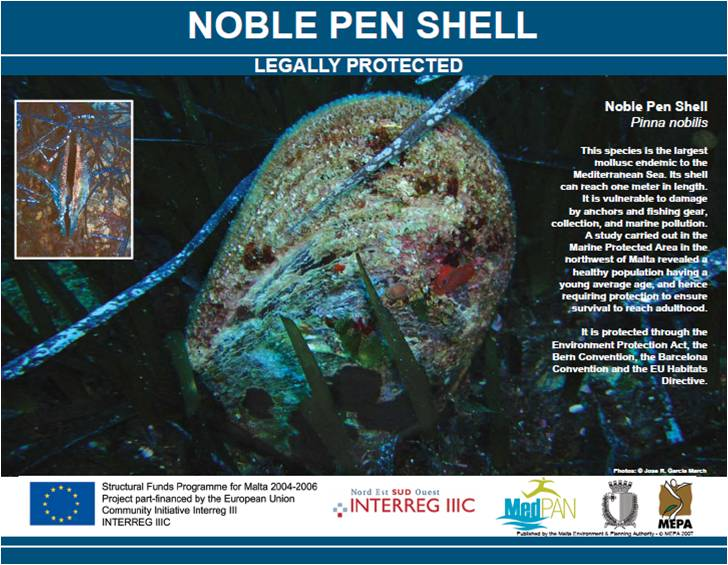 NOBLE PEN SHELL
LEGALLY PROTECTED
Noble Pen Shell
Pinna nobilis
This species is the largest
mollusc endemic to the
Mediterranean Sea. Its shell
can reach one meter in length.
It is vulnerable to damage
by anchors and fishing gear,
collection, and marine pollution.
A study carried out in the
Marine Protected Area in the
northwest of Malta revealed a
healthy population having a
young average age, and hence
requiring protection to ensure
survival to reach adulthood.
It is protected through the
Environment Protection Act, the
Bern Convention, the Barcelona
Convention and the EU Habitats
Directive.
Photos: © Jose R. Garcia March
Structural Funds Programme for Malta 2004-2006
Project part-financed by the European Union
Community Initiative Interreg III
INTERREG IIIC
Nord Est SUD Ouest
INTERREG IIIC
MedPAN
MEPA
Published by the Malta Environment & Planning Authority - © MEPA 2007